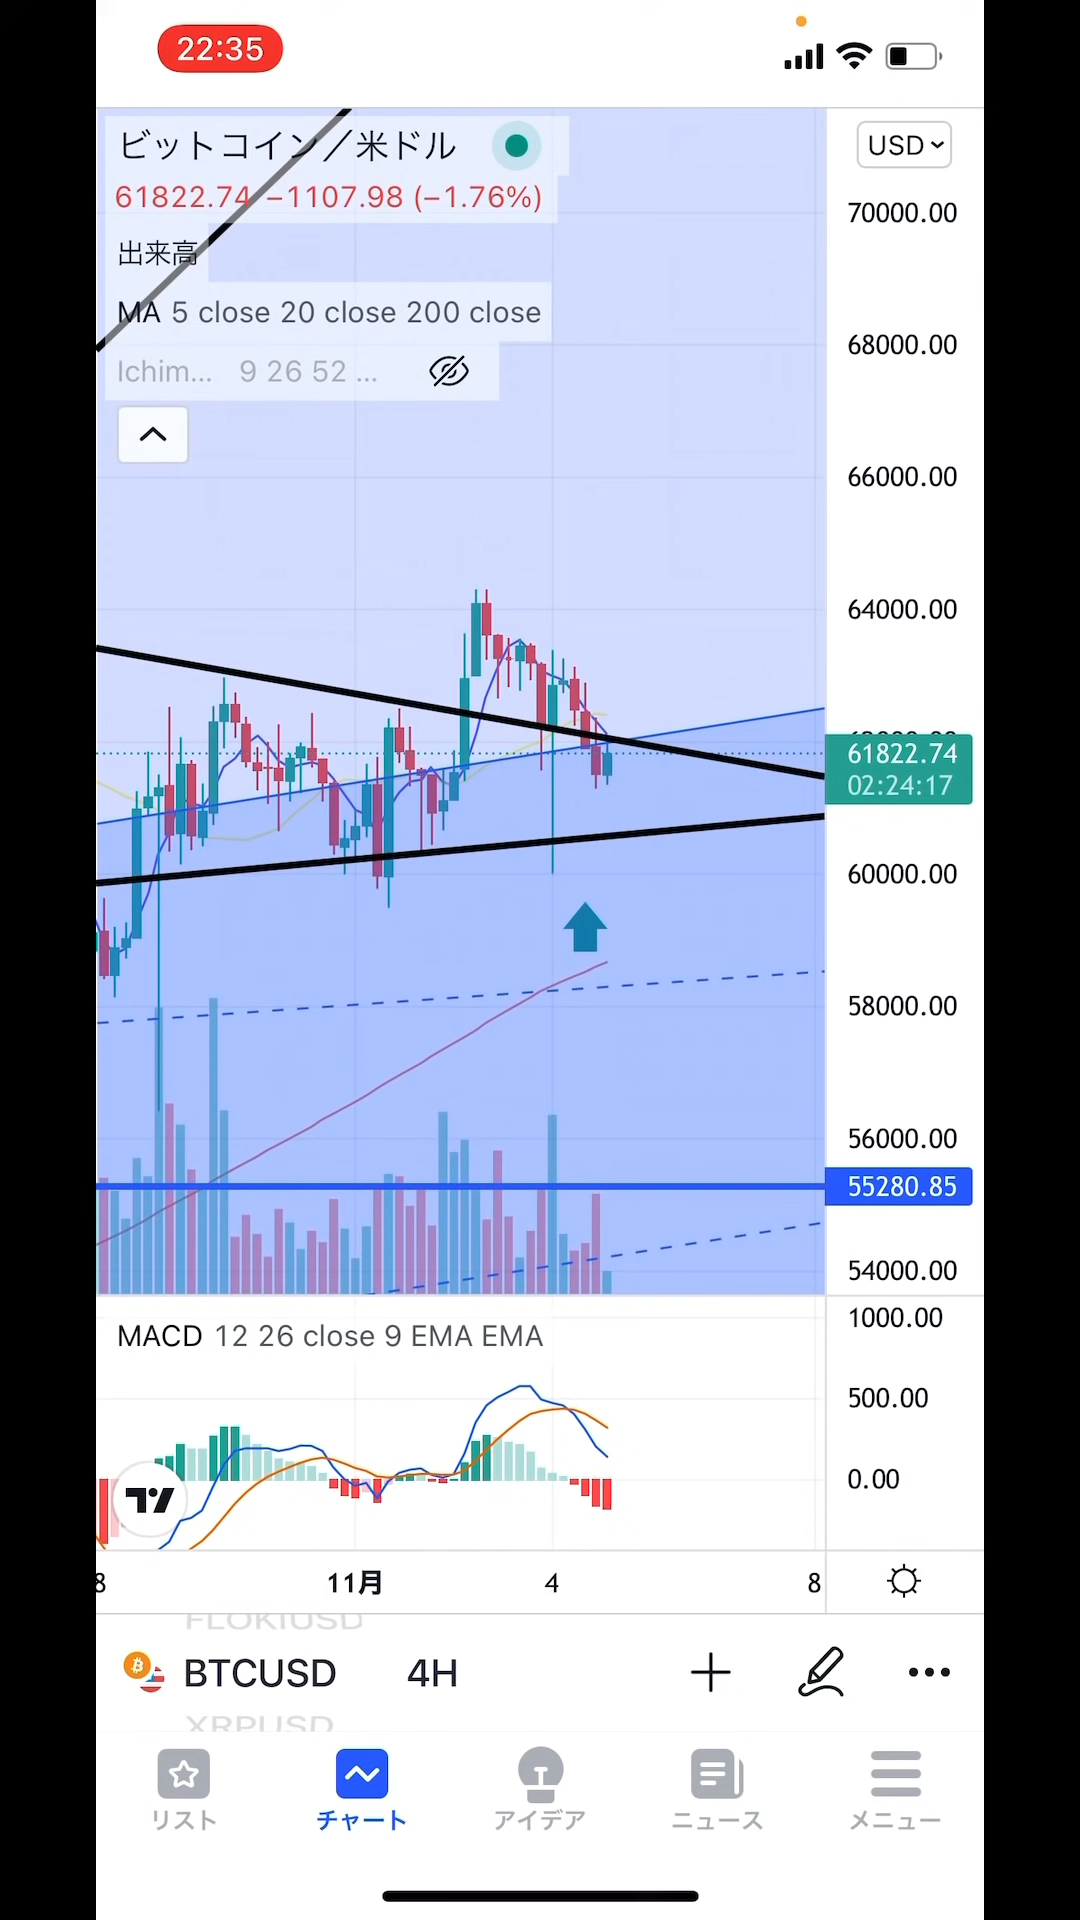 22:35
ビットコイン／米ドル
USD
61822.74 −1107.98 (−1.76%)
70000.00
出来高
MA 5 close 20 close 200 close
68000.00
Ichim... 9 26 52 ...
66000.00
64000.00
61822.74
02:24:17
60000.00
58000.00
56000.00
55280.85
54000.00
1000.00
MACD 12 26 close 9 EMA EMA
500.00
0.00
8 11月 4 8
FLOKIUSD
BTCUSD 4H
XRPUSD
リスト チャート アイデア ニュース メニュー